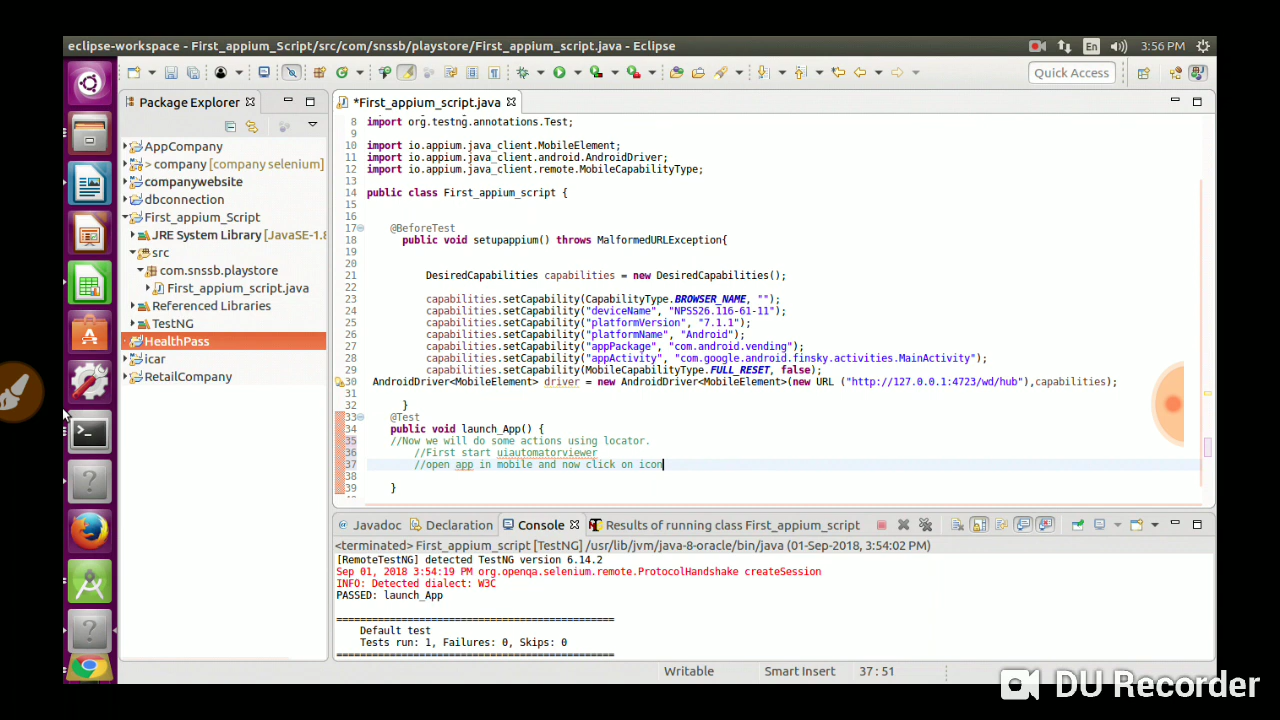 eclipse-workspace - First_appium_Script/src/com/snssb/playstore/First_appium_script.java - Eclipse
En
3:56 PM
Quick Access
Package Explorer
*First_appium_script.java
AppCompany
> company [company selenium]
companywebsite
dbconnection
First_appium_Script
JRE System Library [JavaSE-1.8
src
com.snssb.playstore
First_appium_script.java
Referenced Libraries
TestNG
HealthPass
icar
RetailCompany
8 import org.testng.annotations.Test;
9
10 import io.appium.java_client.MobileElement;
11 import io.appium.java_client.android.AndroidDriver;
12 import io.appium.java_client.remote.MobileCapabilityType;
13
14 public class First_appium_script {
15
16
17 @BeforeTest
18 public void setupappium() throws MalformedURLException{
19
20
21 DesiredCapabilities capabilities = new DesiredCapabilities();
22
23 capabilities.setCapability(CapabilityType.BROWSER_NAME, "");
24 capabilities.setCapability("deviceName", "NPSS26.116-61-11");
25 capabilities.setCapability("platformVersion", "7.1.1");
26 capabilities.setCapability("platformName", "Android");
27 capabilities.setCapability("appPackage", "com.android.vending");
28 capabilities.setCapability("appActivity", "com.google.android.finsky.activities.MainActivity");
29 capabilities.setCapability(MobileCapabilityType.FULL_RESET, false);
30 AndroidDriver<MobileElement> driver = new AndroidDriver<MobileElement>(new URL ("http://127.0.0.1:4723/wd/hub"),capabilities);
31
32 }
33 @Test
34 public void launch_App() {
35 //Now we will do some actions using locator.
36 //First start uiautomatorviewer
37 //open app in mobile and now click on icon
38
39 }
@ Javadoc
Declaration
Console
Results of running class First_appium_script
<terminated> First_appium_script [TestNG] /usr/lib/jvm/java-8-oracle/bin/java (01-Sep-2018, 3:54:02 PM)
[RemoteTestNG] detected TestNG version 6.14.2
Sep 01, 2018 3:54:19 PM org.openqa.selenium.remote.ProtocolHandshake createSession
INFO: Detected dialect: W3C
PASSED: launch_App
===============================================
Default test
Tests run: 1, Failures: 0, Skips: 0
===============================================
Writable
Smart Insert
37 : 51
DU Recorder